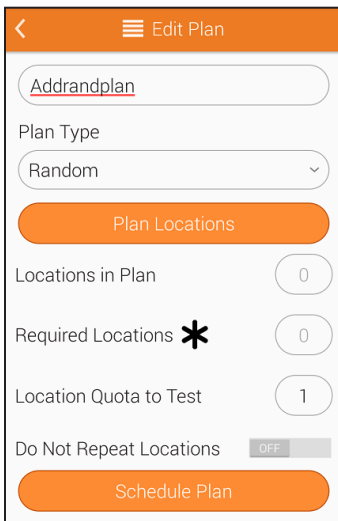 Edit Plan
Addrandplan
Plan Type
Random
Plan Locations
Locations in Plan 0
Required Locations * 0
Location Quota to Test 1
Do Not Repeat Locations OFF
Schedule Plan